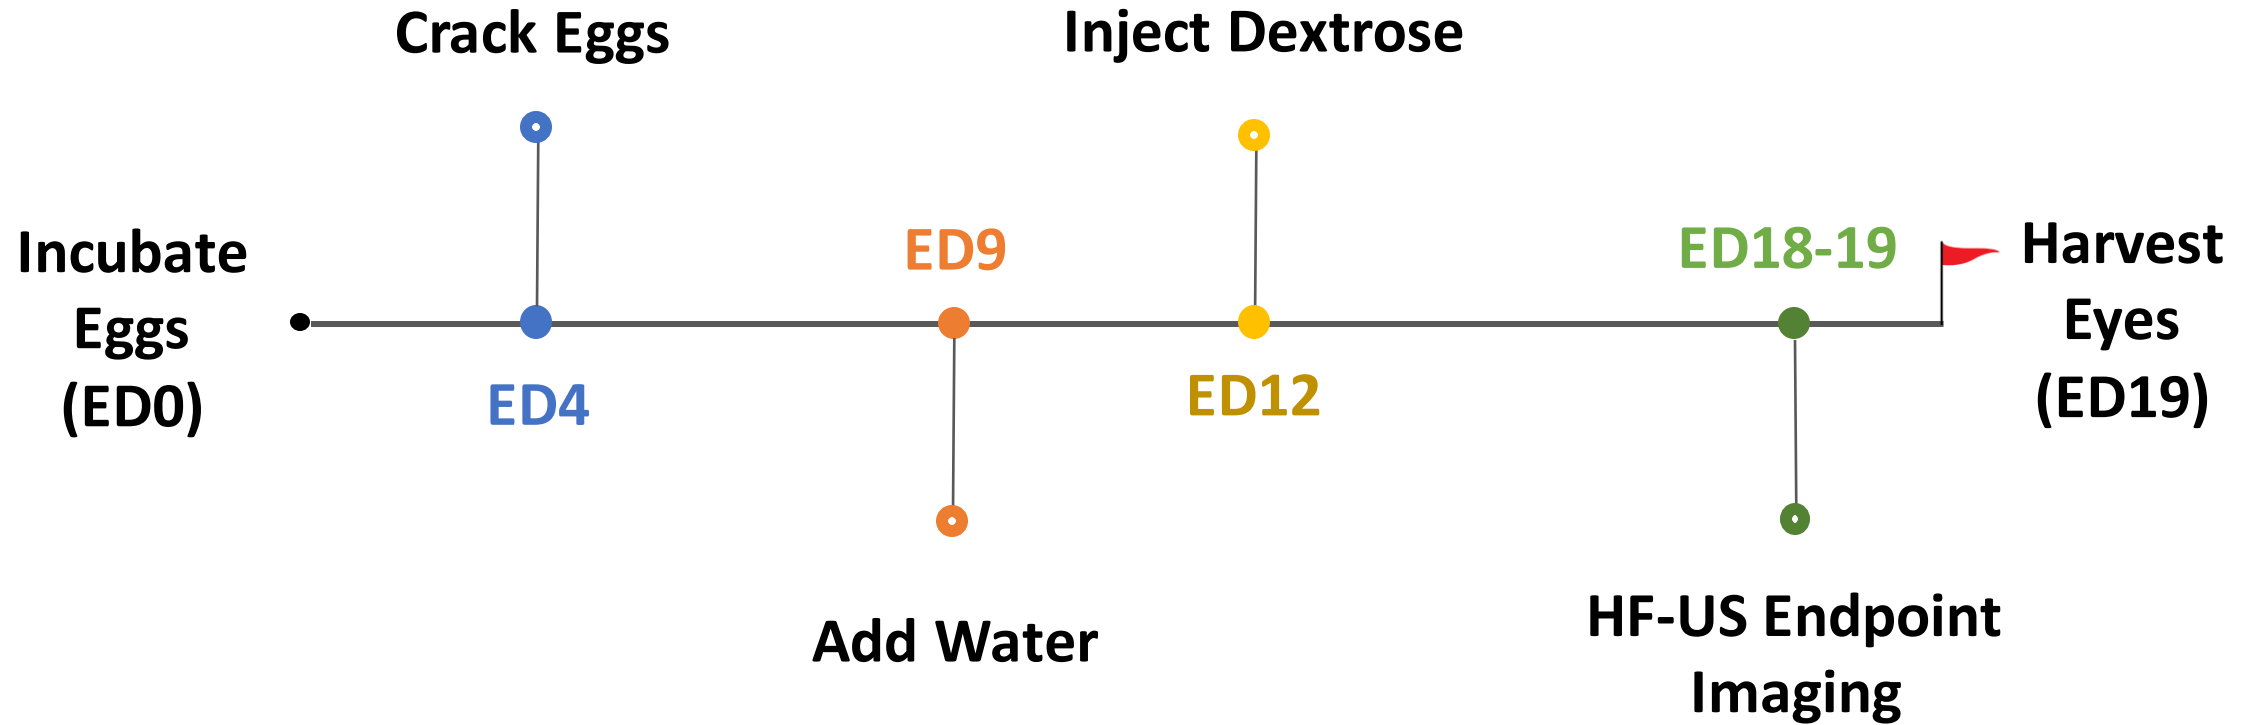 Crack Eggs
Inject Dextrose
Incubate
Eggs
(ED0)
ED4
ED9
ED12
ED18-19
Harvest
Eyes
(ED19)
Add Water
HF-US Endpoint
Imaging